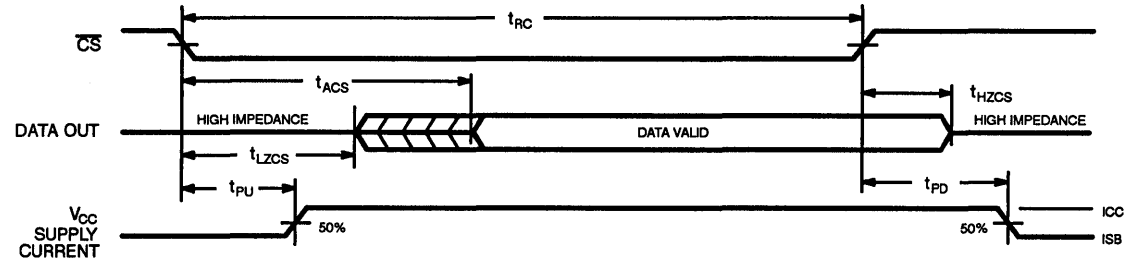 tRC
CS
tACS
tHZCS
DATA OUT
HIGH IMPEDANCE
DATA VALID
HIGH IMPEDANCE
tLZCS
tPU
tPD
VCC
SUPPLY
CURRENT
50%
50%
ICC
ISB